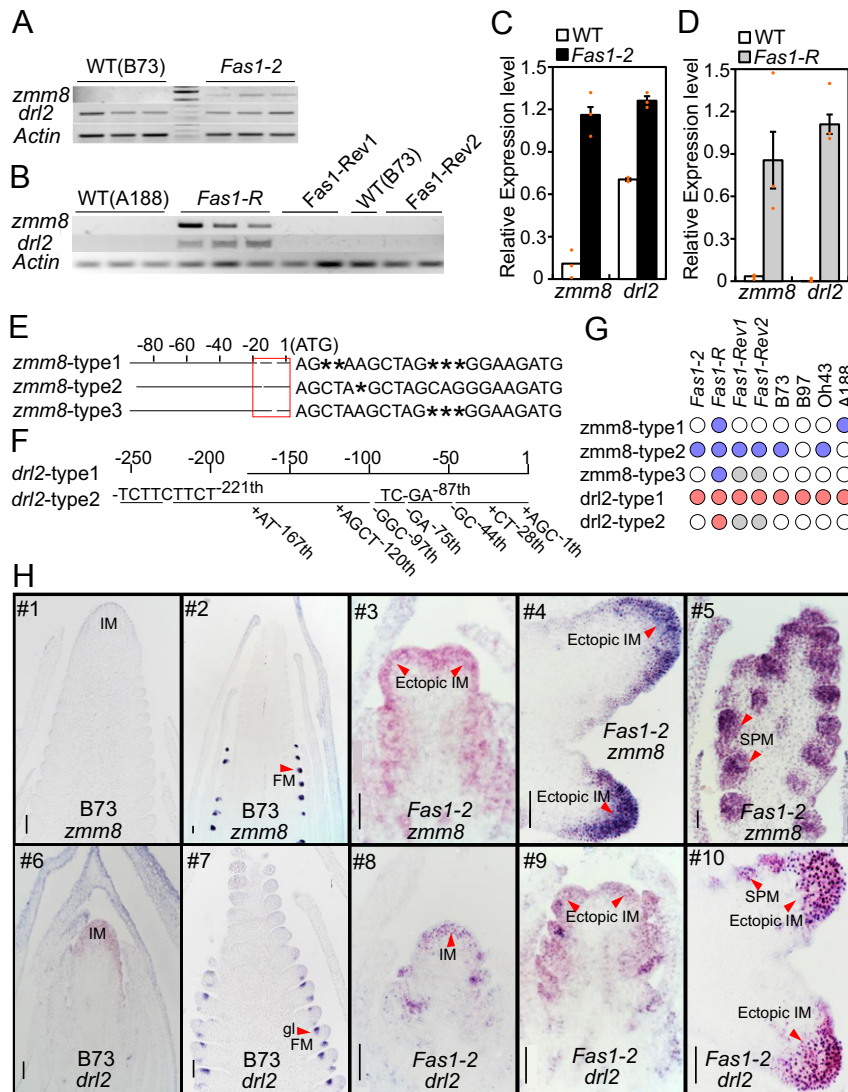 A
WT(B73) Fas1-2
zmm8
drl2
Actin
B
WT(A188) Fas1-R Fas1-Rev1 WT(B73) Fas1-Rev2
zmm8
drl2
Actin
C
WT
Fas1-2
Relative Expression level
1.5
1.2
0.9
0.6
0.3
0
zmm8 drl2
D
WT
Fas1-R
Relative Expression level
1.5
1.2
0.9
0.6
0.3
0
zmm8 drl2
E
-80 -60 -40 -20 1(ATG)
zmm8-type1 AG**AAGCTAG***GGAAGATG
zmm8-type2 AGCTA*GCTAGCAGGGAAGATG
zmm8-type3 AGCTAAGCTAG***GGAAGATG
F
-250 -200 -150 -100 -50 1
drl2-type1
drl2-type2
-TCTTCTTCT-221th TC-GA-87th
+AT-167th +AGCT-120th -GGC-97th -GA-75th -GC-44th +CT-28th +AGC-1th
G
Fas1-2 Fas1-R Fas1-Rev1 Fas1-Rev2 B73 B97 Oh43 A188
zmm8-type1
zmm8-type2
zmm8-type3
drl2-type1
drl2-type2
H
#1
IM
B73
zmm8
#2
FM
B73
zmm8
#3
Ectopic IM
Fas1-2
zmm8
#4
Ectopic IM
Fas1-2
zmm8
Ectopic IM
#5
SPM
Fas1-2
zmm8
#6
IM
B73
drl2
#7
gl
FM
B73
drl2
#8
IM
Fas1-2
drl2
#9
Ectopic IM
Fas1-2
drl2
#10
SPM
Ectopic IM
Ectopic IM
Fas1-2
drl2